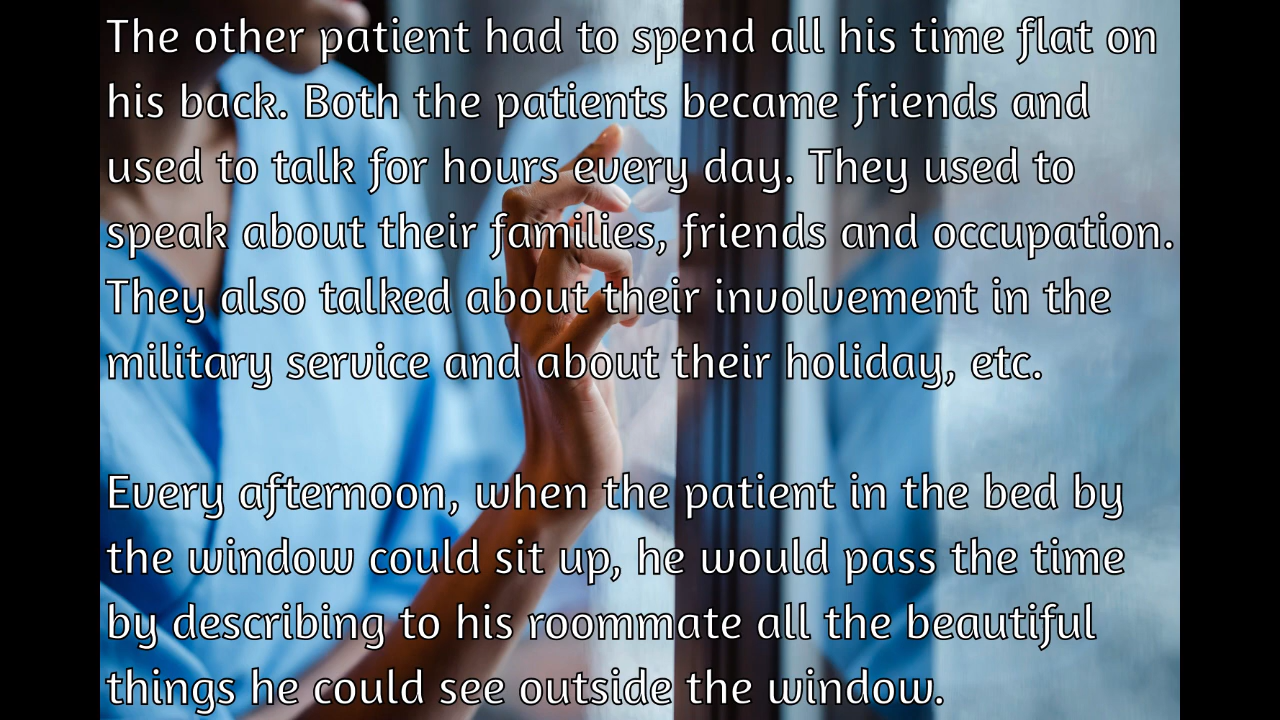 The other patient had to spend all his time flat on
his back. Both the patients became friends and
used to talk for hours every day. They used to
speak about their families, friends and occupation.
They also talked about their involvement in the
military service and about their holiday, etc.
Every afternoon, when the patient in the bed by
the window could sit up, he would pass the time
by describing to his roommate all the beautiful
things he could see outside the window.